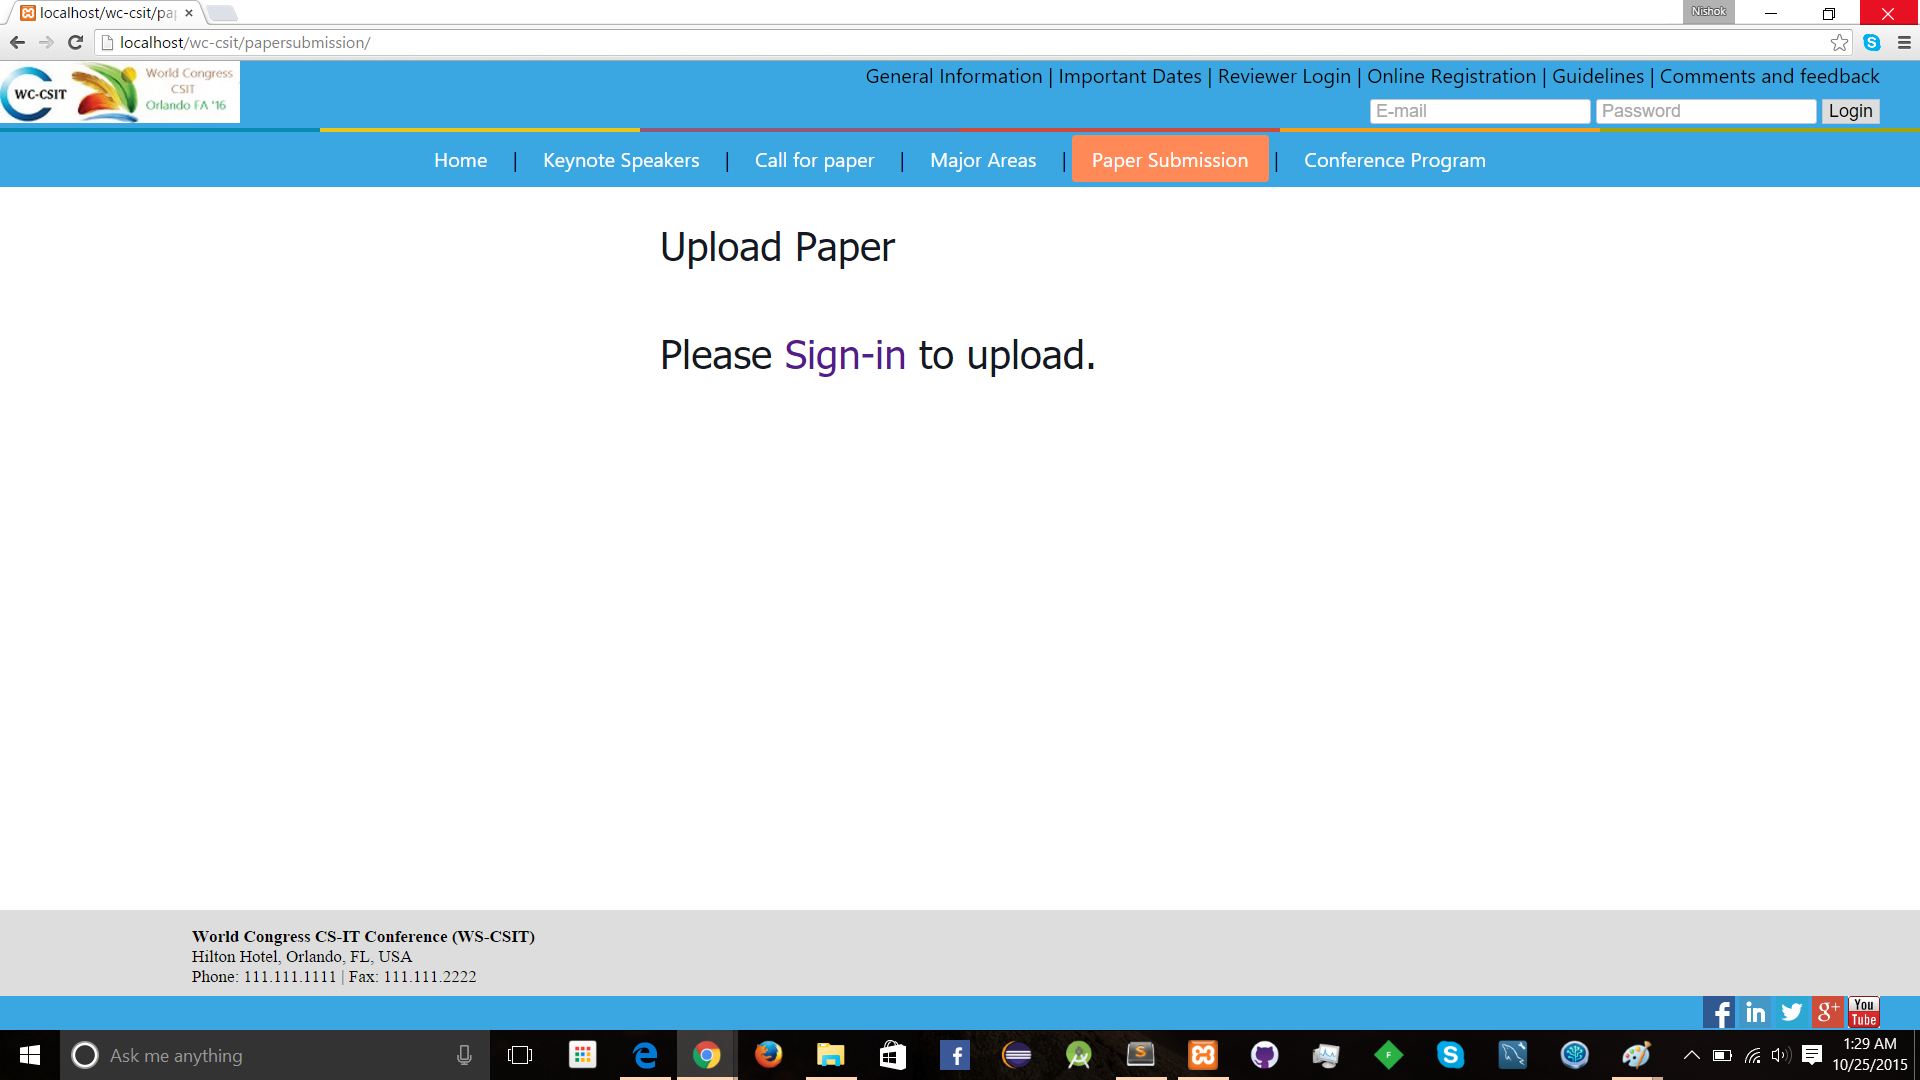 localhost/wc-csit/pa
Nishok
localhost/wc-csit/papersubmission/
WC-CSIT
World Congress
CSIT
Orlando FA '16
General Information | Important Dates | Reviewer Login | Online Registration | Guidelines | Comments and feedback
E-mail Password Login
Home | Keynote Speakers | Call for paper | Major Areas | Paper Submission | Conference Program
Upload Paper
Please Sign-in to upload.
World Congress CS-IT Conference (WS-CSIT)
Hilton Hotel, Orlando, FL, USA
Phone: 111.111.1111 | Fax: 111.111.2222
You
Tube
Ask me anything
1:29 AM
10/25/2015